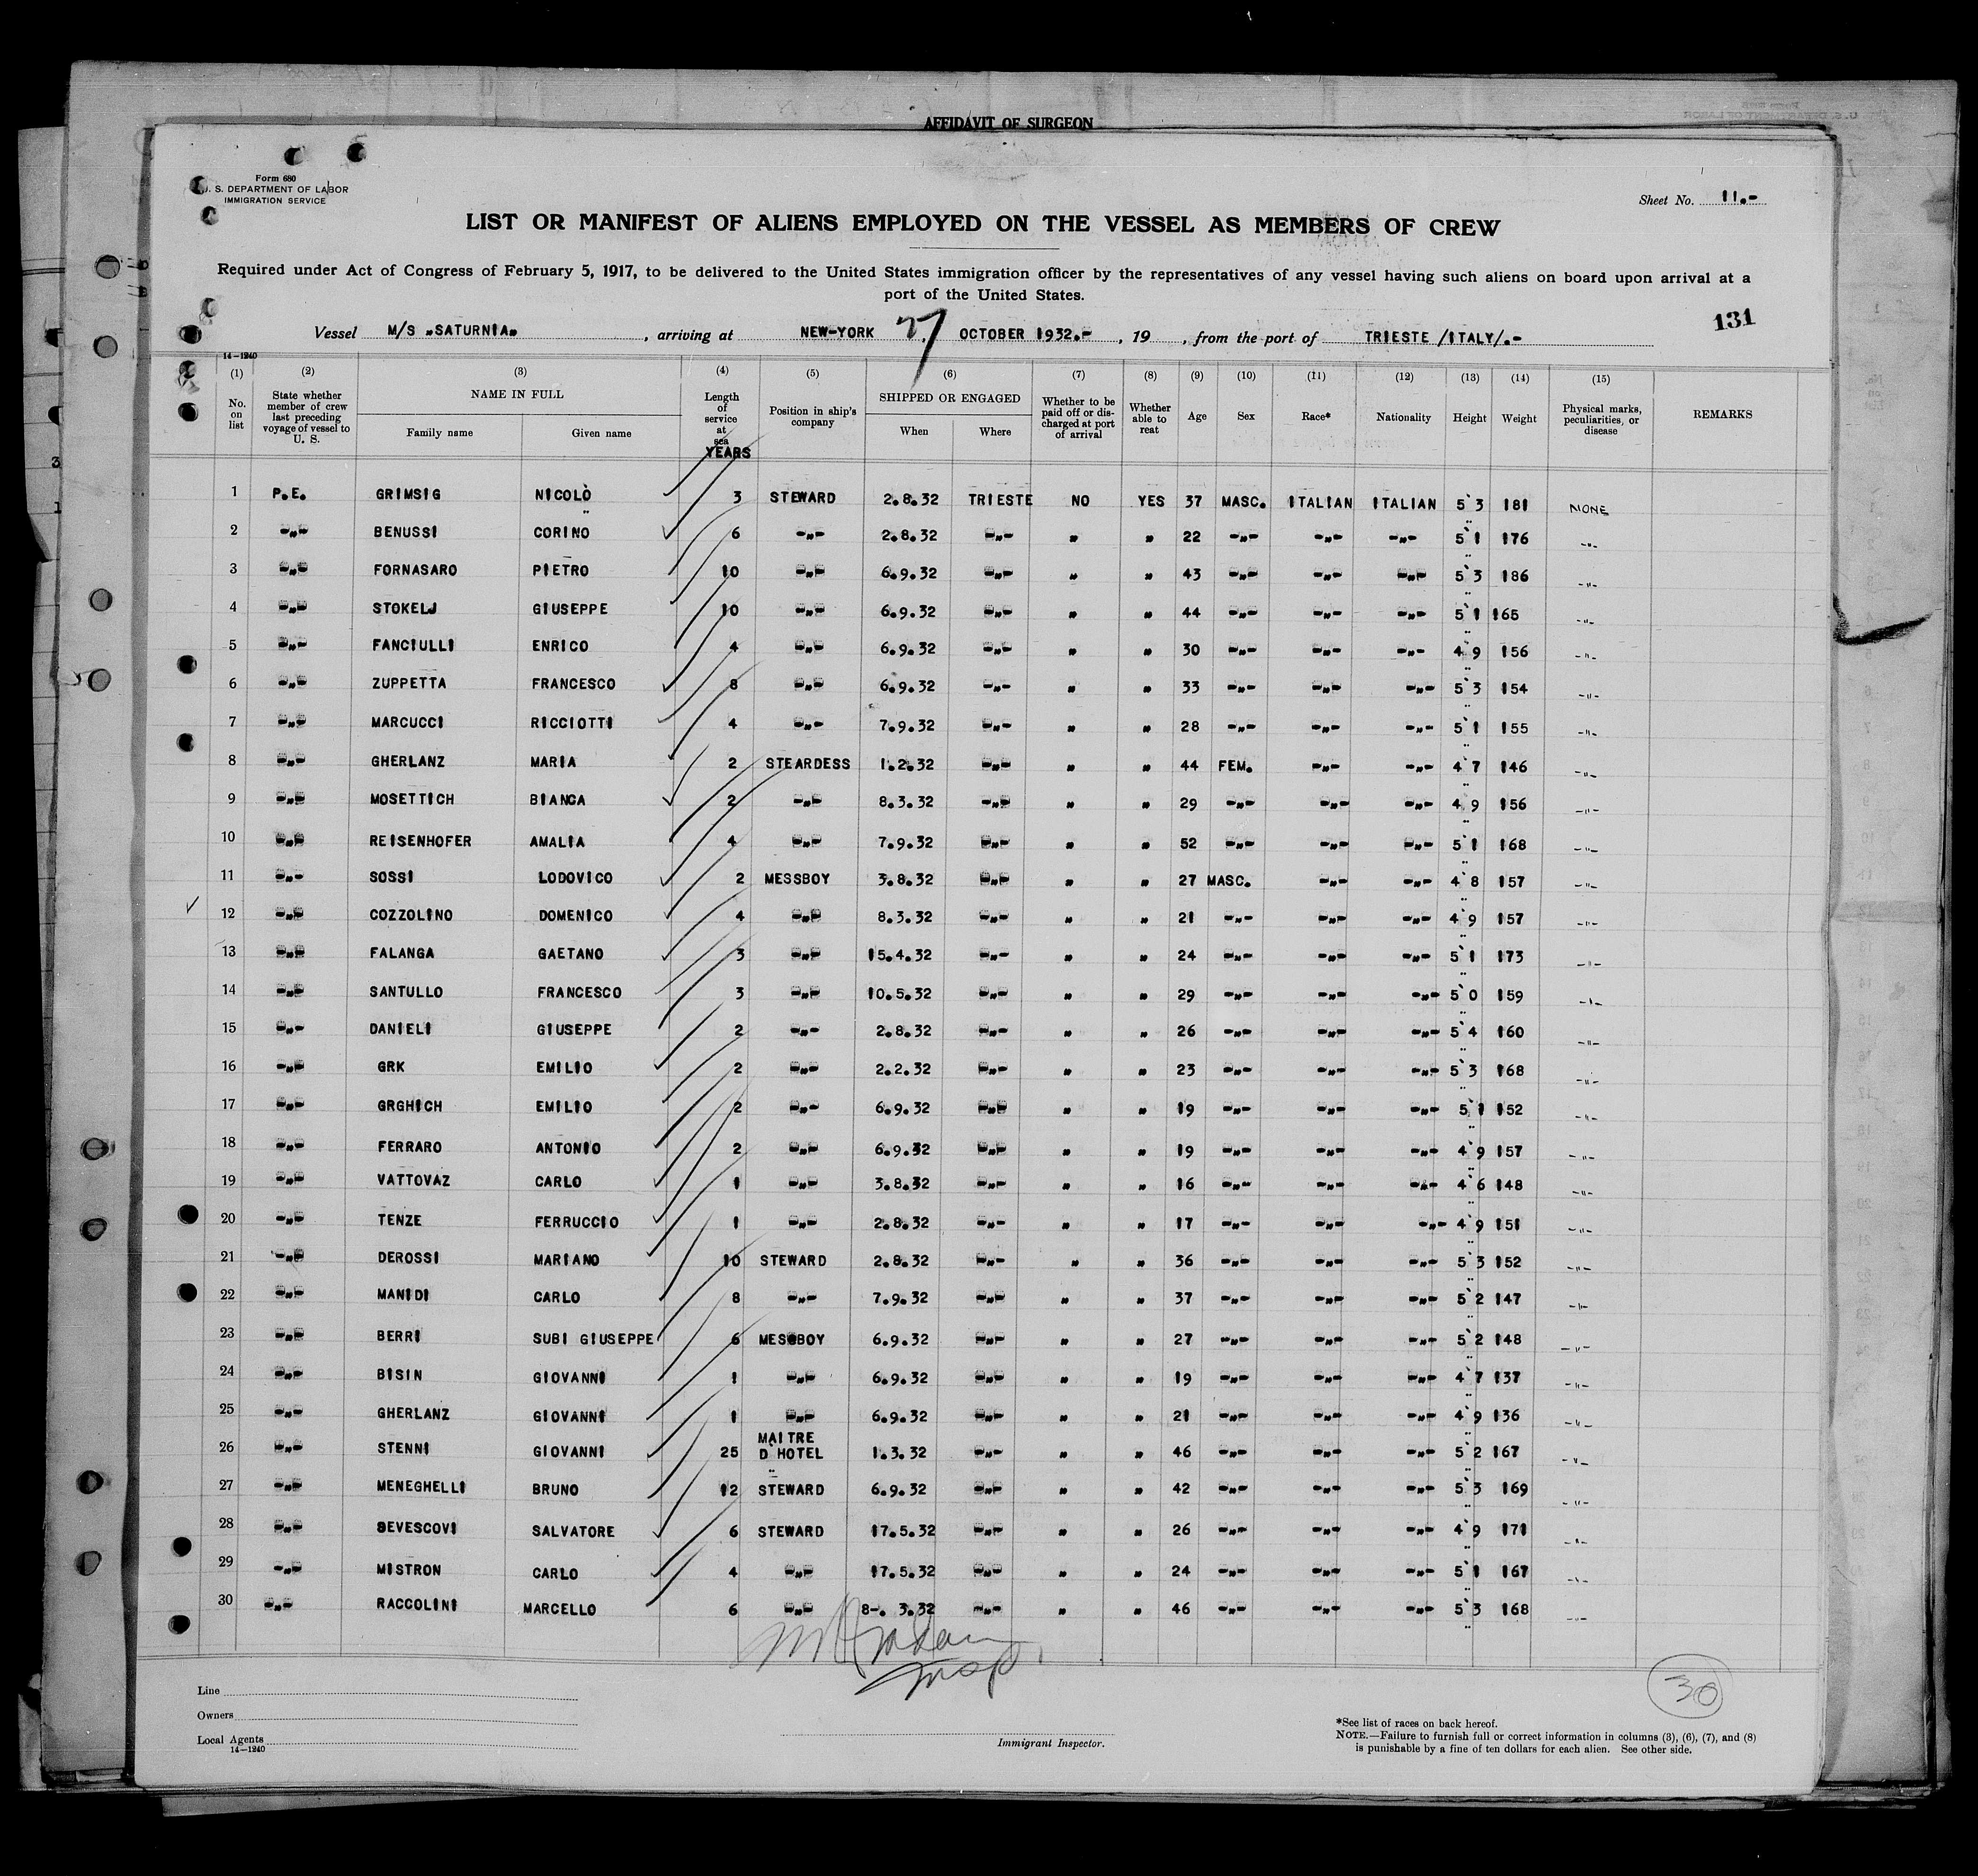 AFFIDAVIT OF SURGEON
Form 680
U. S. DEPARTMENT OF LABOR
IMMIGRATION SERVICE
Sheet No. 11.-
LIST OR MANIFEST OF ALIENS EMPLOYED ON THE VESSEL AS MEMBERS OF CREW
Required under Act of Congress of February 5, 1917, to be delivered to the United States immigration officer by the representatives of any vessel having such aliens on board upon arrival at a
port of the United States.
131
Vessel M/S „SATURNIA„ , arriving at NEW-YORK 27 OCTOBER 1932.- , 19 , from the port of TRIESTE /ITALY/.-
14-1240
(1) (2) (3) (4) (5) (6) (7) (8) (9) (10) (11) (12) (13) (14) (15)
No. on list State whether member of crew last preceding voyage of vessel to U. S. NAME IN FULL Family name Given name Length of service at sea YEARS Position in ship's company SHIPPED OR ENGAGED When Where Whether to be paid off or discharged at port of arrival Whether able to reat Age Sex Race* Nationality Height Weight Physical marks, peculiarities, or disease REMARKS
1 P.E. GRIMSIG NICOLÒ 3 STEWARD 2.8.32 TRIESTE NO YES 37 MASC. ITALIAN ITALIAN 5`3 181 NONE
2 -"- BENUSSI CORINO 6 -"- 2.8.32 -"- " " 22 -"- -"- -"- 5`1 176 -"-
3 -"- FORNASARO PIETRO 10 -"- 6.9.32 -"- " " 43 -"- -"- -"- 5`3 186 -"-
4 -"- STOKELJ GIUSEPPE 10 -"- 6.9.32 -"- " " 44 -"- -"- -"- 5`1 165 -"-
5 -"- FANCIULLI ENRICO 4 -"- 6.9.32 -"- " " 30 -"- -"- -"- 4`9 156 -"-
6 -"- ZUPPETTA FRANCESCO 8 -"- 6.9.32 -"- " " 33 -"- -"- -"- 5`3 154 -"-
7 -"- MARCUCCI RICCIOTTI 4 -"- 7.9.32 -"- " " 28 -"- -"- -"- 5`1 155 -"-
8 -"- GHERLANZ MARIA 2 STEARDESS 1.2.32 -"- " " 44 FEM. -"- -"- 4`7 146 -"-
9 -"- MOSETTICH BIANCA 2 -"- 8.3.32 -"- " " 29 -"- -"- -"- 4`9 156 -"-
10 -"- REISENHOFER AMALIA 4 -"- 7.9.32 -"- " " 52 -"- -"- -"- 5`1 168 -"-
11 -"- SOSSI LODOVICO 2 MESSBOY 3.8.32 -"- " " 27 MASC. -"- -"- 4`8 157 -"-
12 -"- COZZOLINO DOMENICO 4 -"- 8.3.32 -"- " " 21 -"- -"- -"- 4`9 157 -"-
13 -"- FALANGA GAETANO 3 -"- 15.4.32 -"- " " 24 -"- -"- -"- 5`1 173 -"-
14 -"- SANTULLO FRANCESCO 3 -"- 10.5.32 -"- " " 29 -"- -"- -"- 5`0 159 -"-
15 -"- DANIELI GIUSEPPE 2 -"- 2.8.32 -"- " " 26 -"- -"- -"- 5`4 160 -"-
16 -"- GRK EMILIO 2 -"- 2.2.32 -"- " " 23 -"- -"- -"- 5`3 168 -"-
17 -"- GRGHICH EMILIO 2 -"- 6.9.32 -"- " " 19 -"- -"- -"- 5`1 152 -"-
18 -"- FERRARO ANTONIO 2 -"- 6.9.32 -"- " " 19 -"- -"- -"- 4`9 157 -"-
19 -"- VATTOVAZ CARLO 1 -"- 3.8.32 -"- " " 16 -"- -"- -"- 4`6 148 -"-
20 -"- TENZE FERRUCCIO 1 -"- 2.8.32 -"- " " 17 -"- -"- -"- 4`9 151 -"-
21 -"- DEROSSI MARIANO 10 STEWARD 2.8.32 -"- " " 36 -"- -"- -"- 5`3 152 -"-
22 -"- MANIDI CARLO 8 -"- 7.9.32 -"- " " 37 -"- -"- -"- 5`2 147 -"-
23 -"- BERRI SUBI GIUSEPPE 6 MESSBOY 6.9.32 -"- " " 27 -"- -"- -"- 5`2 148 -"-
24 -"- BISIN GIOVANNI 1 -"- 6.9.32 -"- " " 19 -"- -"- -"- 4`7 137 -"-
25 -"- GHERLANZ GIOVANNI 1 -"- 6.9.32 -"- " " 21 -"- -"- -"- 4`9 136 -"-
26 -"- STENNI GIOVANNI 25 MAITRE D`HOTEL 1.3.32 -"- " " 46 -"- -"- -"- 5`2 167 -"-
27 -"- MENEGHELLI BRUNO 12 STEWARD 6.9.32 -"- " " 42 -"- -"- -"- 5`3 169 -"-
28 -"- SEVESCOVI SALVATORE 6 STEWARD 17.5.32 -"- " " 26 -"- -"- -"- 4`9 171 -"-
29 -"- MISTRON CARLO 4 -"- 17.5.32 -"- " " 24 -"- -"- -"- 5`1 167 -"-
30 -"- RACCOLINI MARCELLO 6 -"- 8-. 3.32 -"- " " 46 -"- -"- -"- 5`3 168 -"-
Insp.
30
Line
Owners
Local Agents
14-1240
Immigrant Inspector.
*See list of races on back hereof.
NOTE.—Failure to furnish full or correct information in columns (3), (6), (7), and (8)
is punishable by a fine of ten dollars for each alien. See other side.